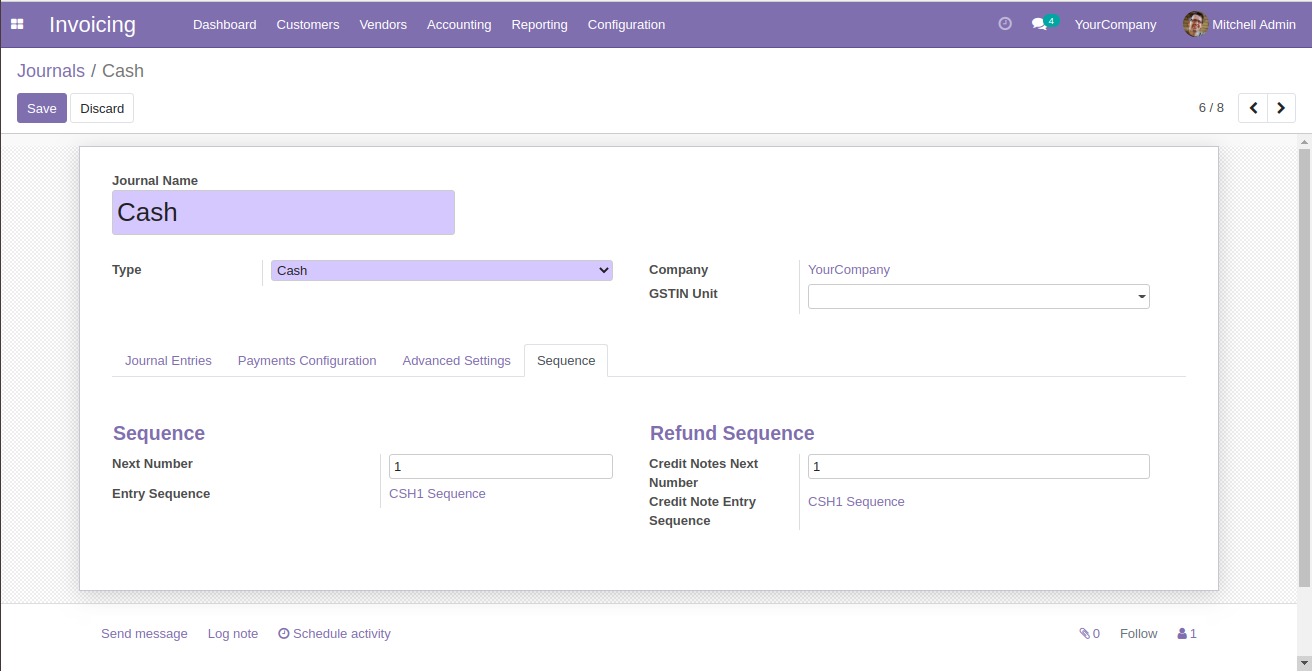 Invoicing Dashboard Customers Vendors Accounting Reporting Configuration 4 YourCompany Mitchell Admin
Journals / Cash
Save Discard 6 / 8
Journal Name
Cash
Type Cash Company YourCompany
GSTIN Unit
Journal Entries Payments Configuration Advanced Settings Sequence
Sequence Refund Sequence
Next Number 1 Credit Notes Next Number 1
Entry Sequence CSH1 Sequence Credit Note Entry Sequence CSH1 Sequence
Send message Log note Schedule activity 0 Follow 1